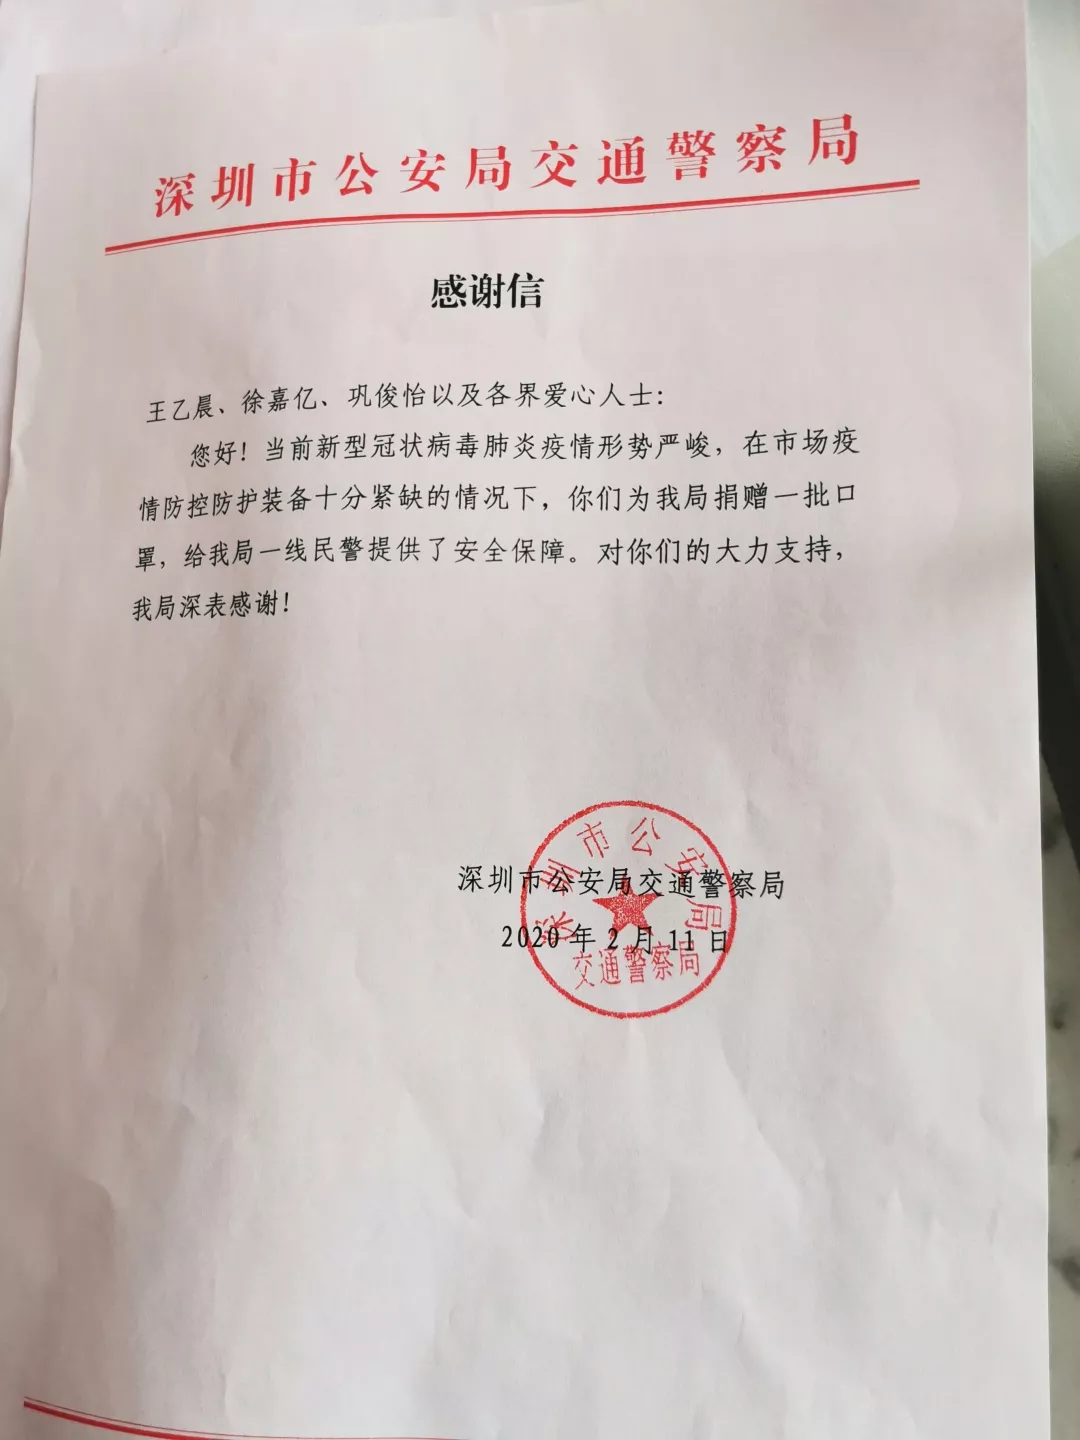 深圳市公安局交通警察局
感谢信
王乙晨、徐嘉亿、巩俊怡以及各界爱心人士：
您好！当前新型冠状病毒肺炎疫情形势严峻，在市场疫
情防控防护装备十分紧缺的情况下，你们为我局捐赠一批口
罩，给我局一线民警提供了安全保障。对你们的大力支持，
我局深表感谢！
深圳市公安局交通警察局
2020年2月11日
深圳市公安局
交通警察局